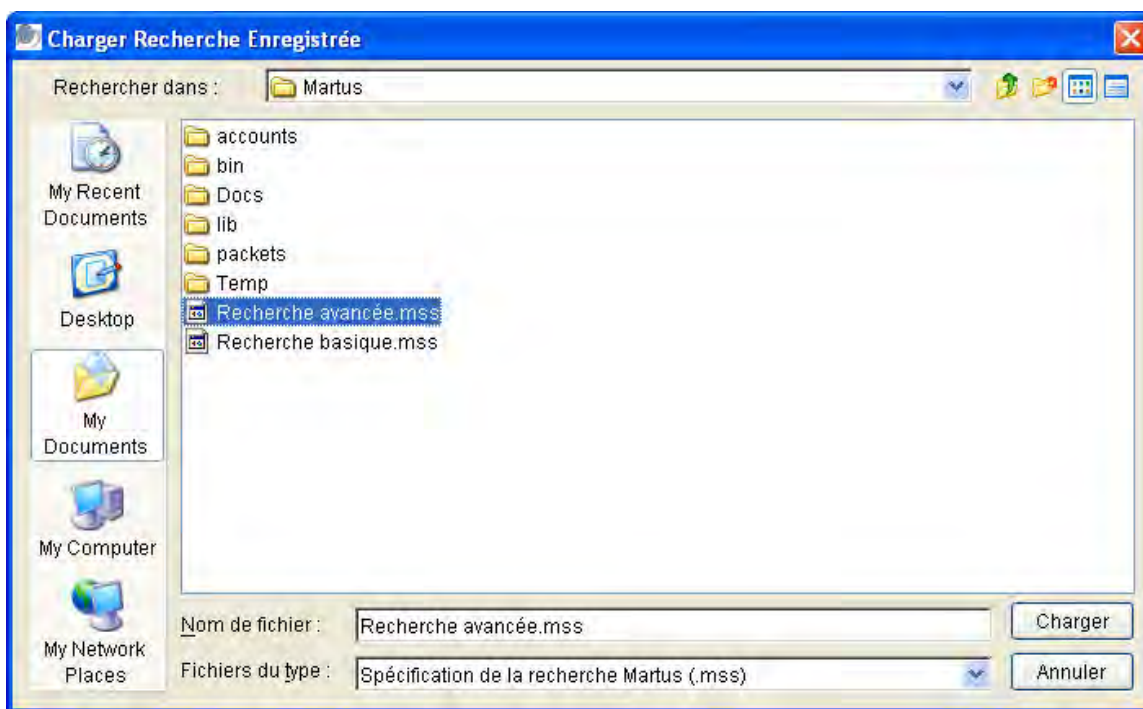 Charger Recherche Enregistrée
Rechercher dans :
Martus
My Recent
Documents
Desktop
My
Documents
My Computer
My Network
Places
accounts
bin
Docs
lib
packets
Temp
Recherche avancée.mss
Recherche basique.mss
Nom de fichier :
Recherche avancée.mss
Charger
Fichiers du type :
Spécification de la recherche Martus (.mss)
Annuler